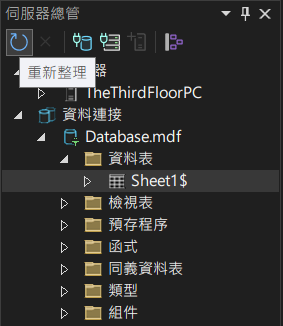 伺服器總管
重新整理
器
TheThirdFloorPC
資料連接
Database.mdf
資料表
Sheet1$
檢視表
預存程序
函式
同義資料表
類型
組件